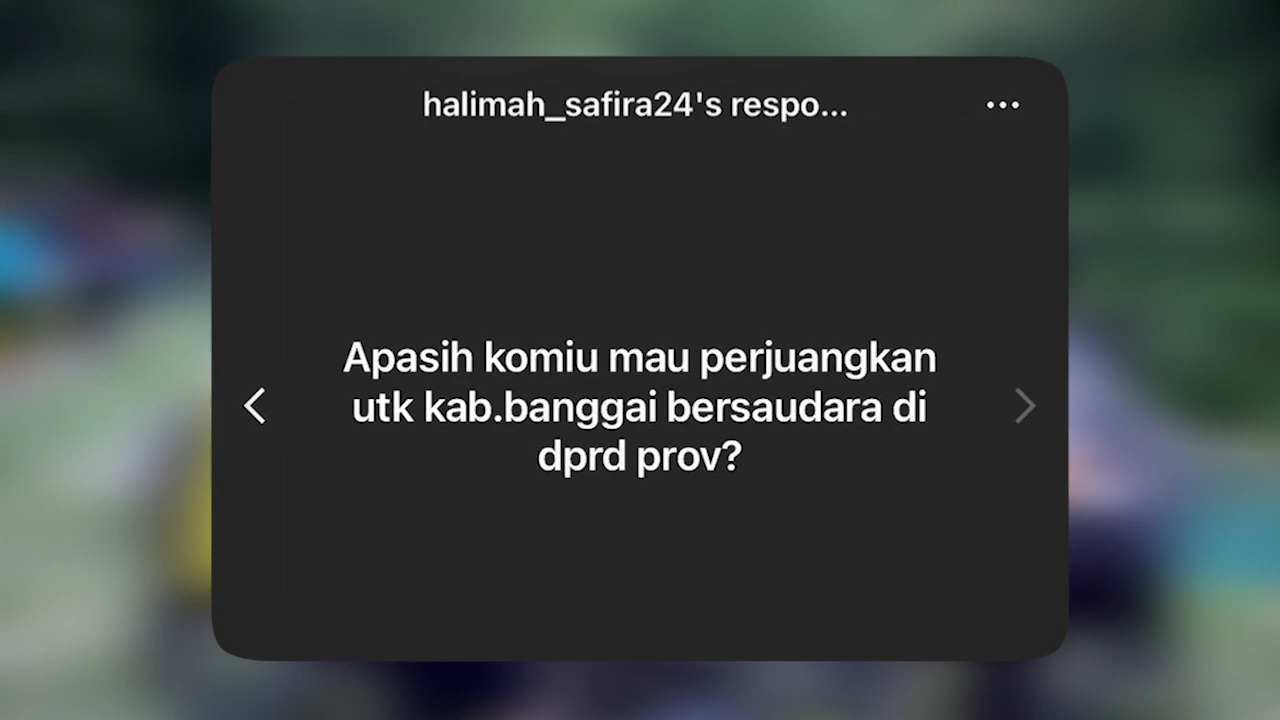 halimah_safira24's respo...
Apasih komiu mau perjuangkan
utk kab.banggai bersaudara di
dprd prov?